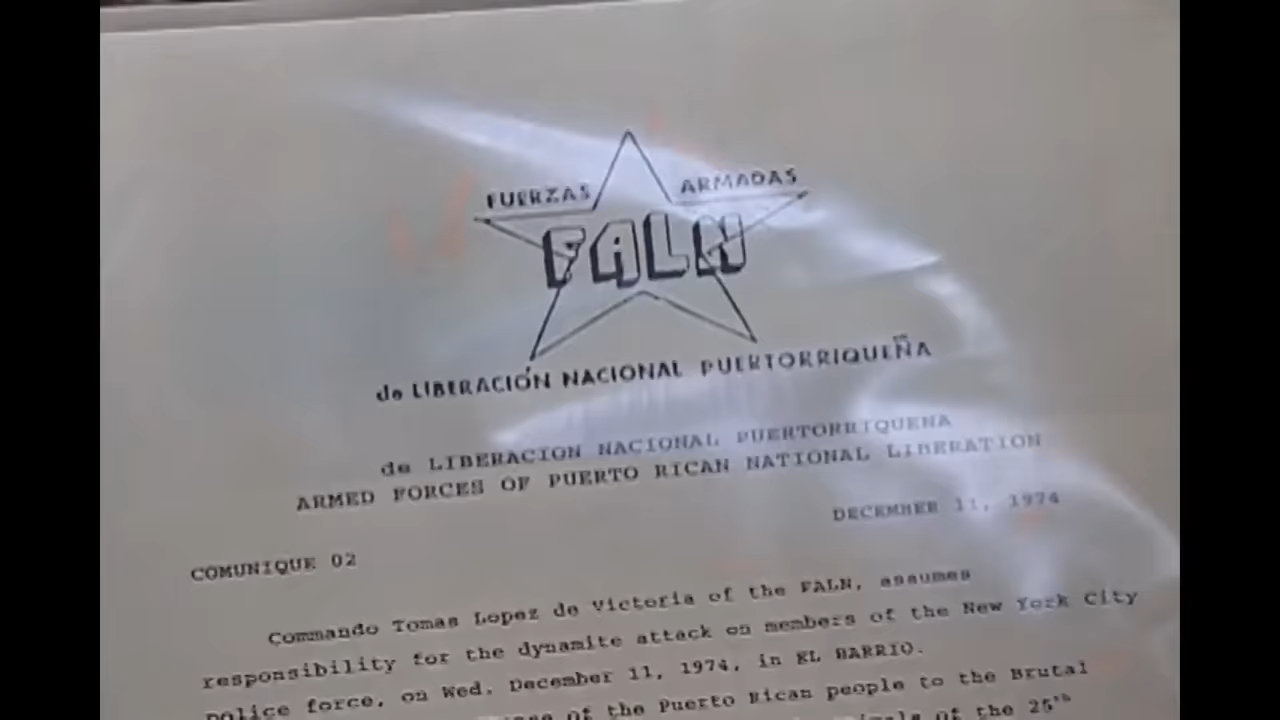 FUERZAS ARMADAS
FALN
de LIBERACIÓN NACIONAL PUERTORRIQUEÑA
de LIBERACION NACIONAL PUERTORRIQUENA
ARMED FORCES OF PUERTO RICAN NATIONAL LIBERATION
DECEMBER 11, 1974
COMUNIQUE 02
Commando Tomas Lopez de Victoria of the FALN, assumes
responsibility for the dynamite attack on members of the New York City
Police force, on Wed. December 11, 1974, in EL BARRIO.
of the Puerto Rican people to the Brutal
of the 25th